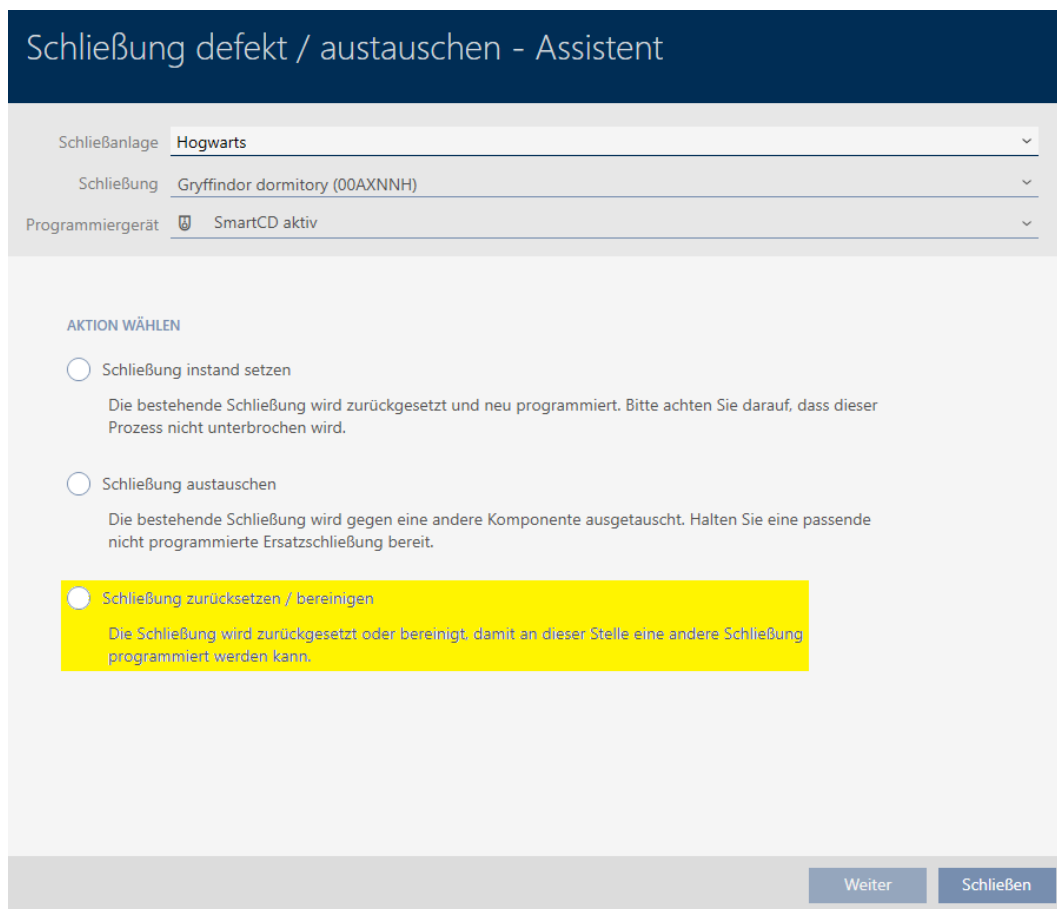 Schließung defekt / austauschen - Assistent
Schließanlage Hogwarts
Schließung Gryffindor dormitory (00AXNNH)
Programmiergerät SmartCD aktiv
AKTION WÄHLEN
Schließung instand setzen
Die bestehende Schließung wird zurückgesetzt und neu programmiert. Bitte achten Sie darauf, dass dieser
Prozess nicht unterbrochen wird.
Schließung austauschen
Die bestehende Schließung wird gegen eine andere Komponente ausgetauscht. Halten Sie eine passende
nicht programmierte Ersatzschließung bereit.
Schließung zurücksetzen / bereinigen
Die Schließung wird zurückgesetzt oder bereinigt, damit an dieser Stelle eine andere Schließung
programmiert werden kann.
Weiter Schließen